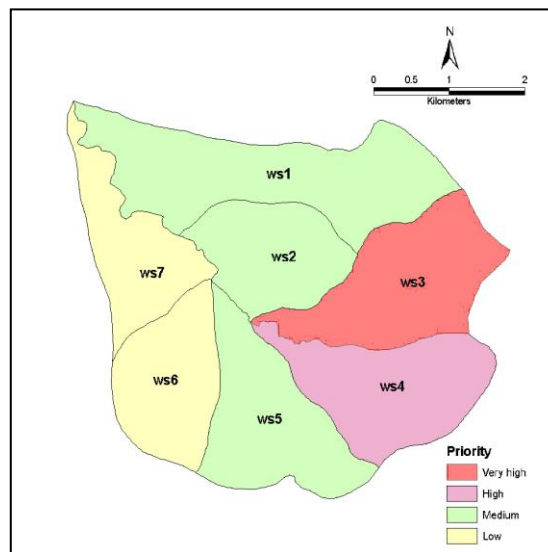 N
0 0.5 1 2
Kilometers
ws1
ws2
ws3
ws7
ws6
ws4
ws5
Priority
Very high
High
Medium
Low